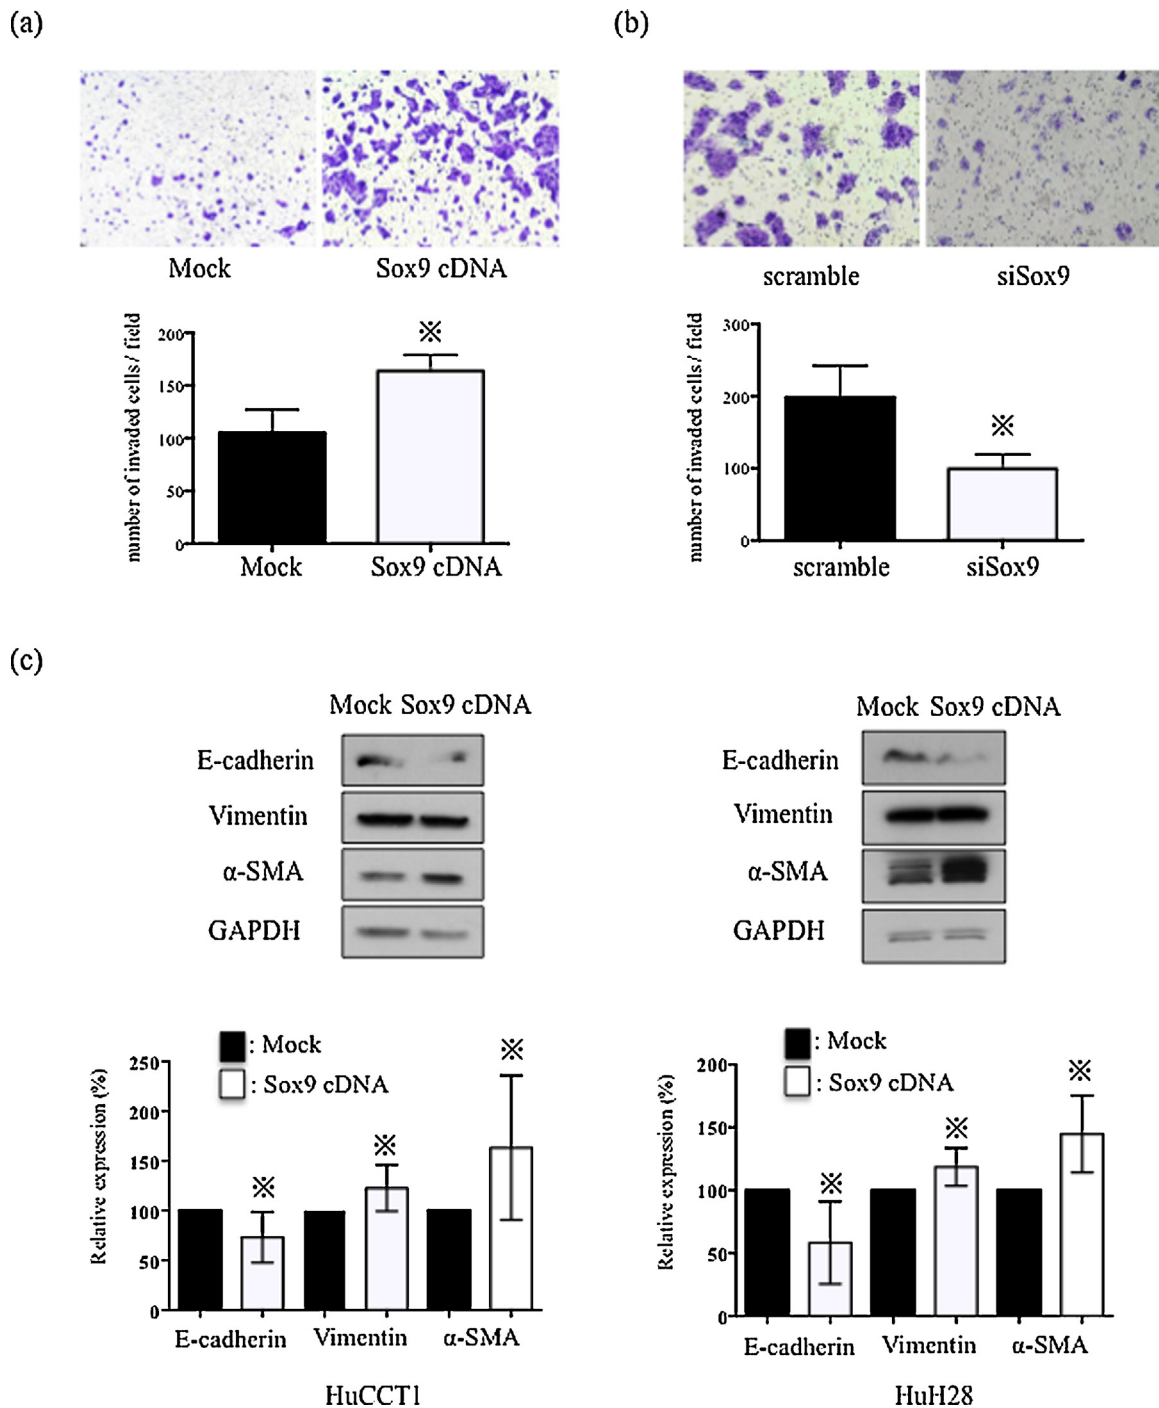 (a)
(b)
Mock
Sox9 cDNA
scramble
siSox9
number of invaded cells / field
200
150
100
50
0
※
Mock
Sox9 cDNA
number of invaded cells / field
300
200
100
0
※
scramble
siSox9
(c)
Mock Sox9 cDNA
E-cadherin
Vimentin
α-SMA
GAPDH
Mock Sox9 cDNA
E-cadherin
Vimentin
α-SMA
GAPDH
: Mock
: Sox9 cDNA
Relative expression (%)
250
200
150
100
50
0
※
※
※
E-cadherin
Vimentin
α-SMA
HuCCT1
: Mock
: Sox9 cDNA
Relative expression (%)
200
150
100
50
0
※
※
※
E-cadherin
Vimentin
α-SMA
HuH28